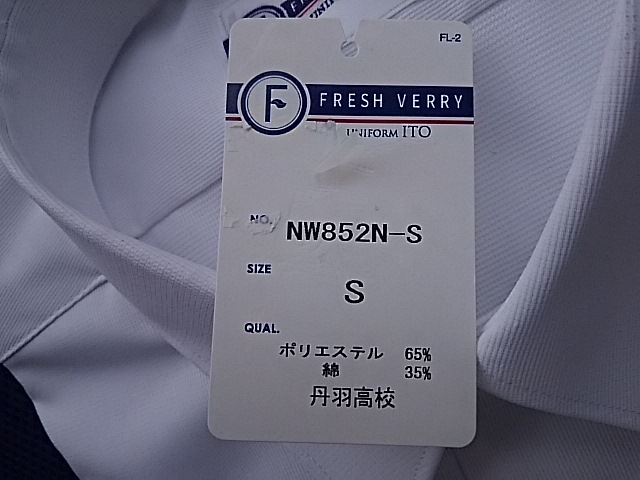 FL-2
F
FRESH VERRY
UNIFORM ITO
NO. NW852N-S
SIZE
S
QUAL.
ポリエステル 65%
綿 35%
丹羽高校